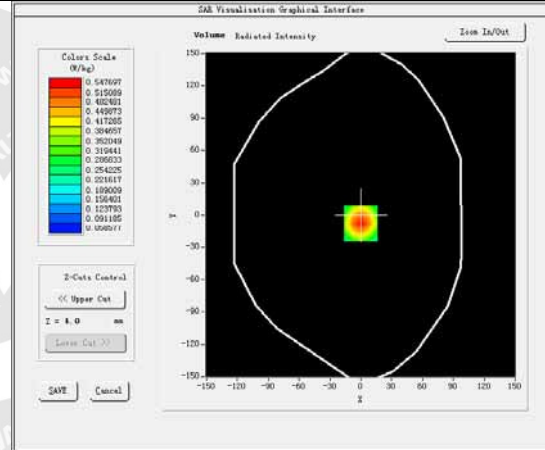 SAR Visualisation Graphical Interface
Volume Radiated Intensity
Zoom In/Out
Colors Scale
(W/kg)
0.547697
0.515089
0.482481
0.449873
0.417265
0.384657
0.352049
0.319441
0.286833
0.254225
0.221617
0.189009
0.156401
0.123793
0.091185
0.058577
150
120
90
60
30
0
-30
-60
-90
-120
-150
Y
-150 -120 -90 -60 -30 0 30 60 90 120 150
X
Z-Cuts Control
<< Upper Cut
Z = 4.0 mm
Lower Cut >>
SAVE Cancel